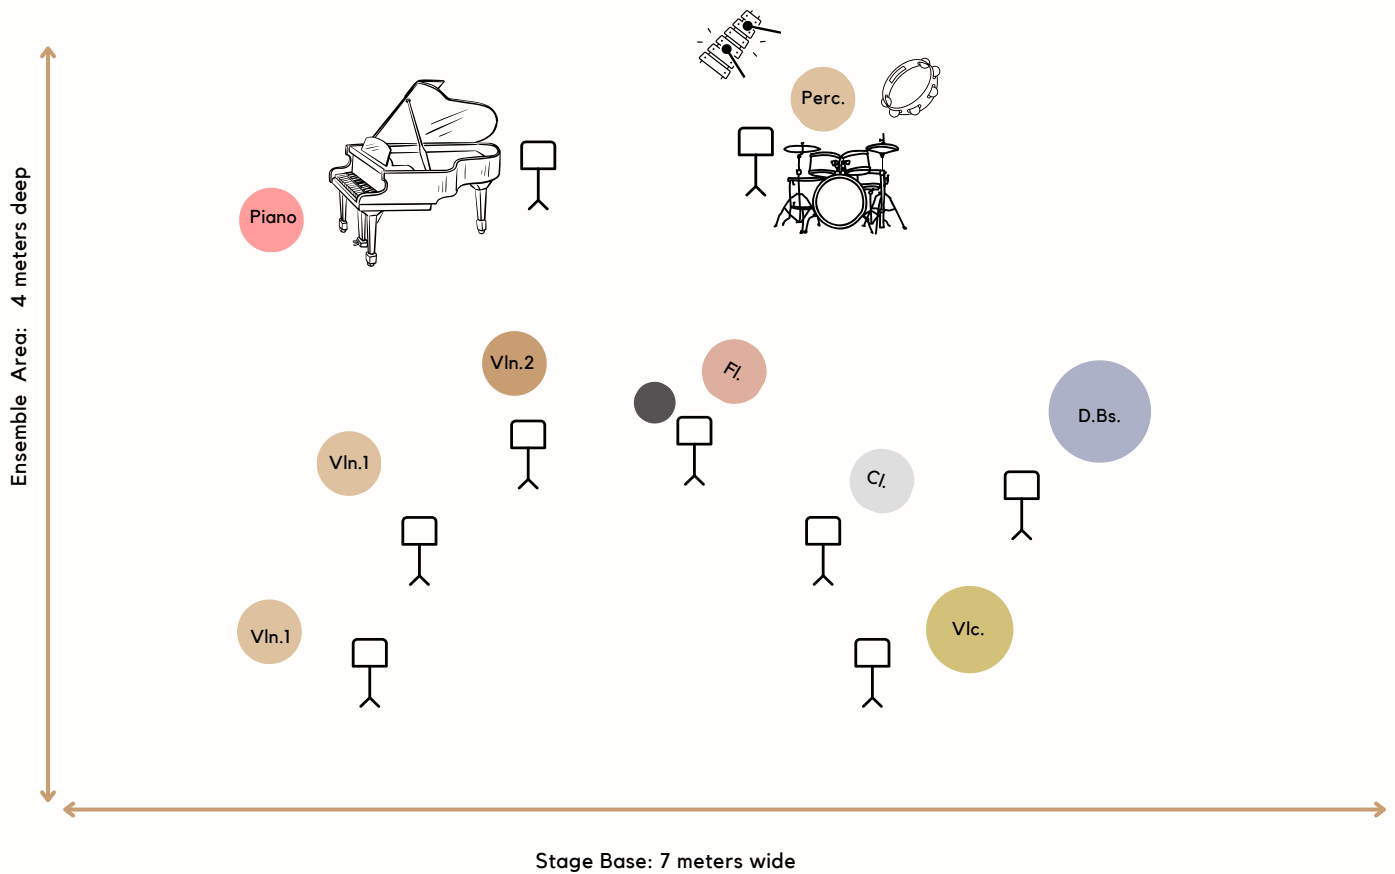 Perc.
Piano
Ensemble Area: 4 meters deep
Vln.2
Fl.
D.Bs.
Vln.1
Cl.
Vln.1
Vlc.
Stage Base: 7 meters wide